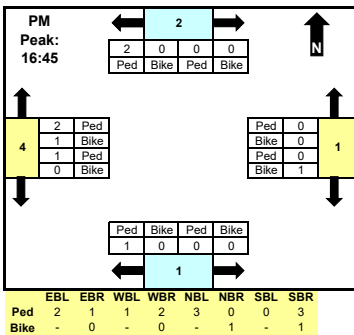 PM
Peak:
16:45
2
2 0 0 0
Ped Bike Ped Bike
N
4
2 Ped
1 Bike
1 Ped
0 Bike
Ped 0
Bike 0
Ped 0
Bike 1
1
Ped Bike Ped Bike
1 0 0 0
1
EBL EBR WBL WBR NBL NBR SBL SBR
Ped 2 1 1 2 3 0 0 3
Bike - 0 - 0 - 1 - 1